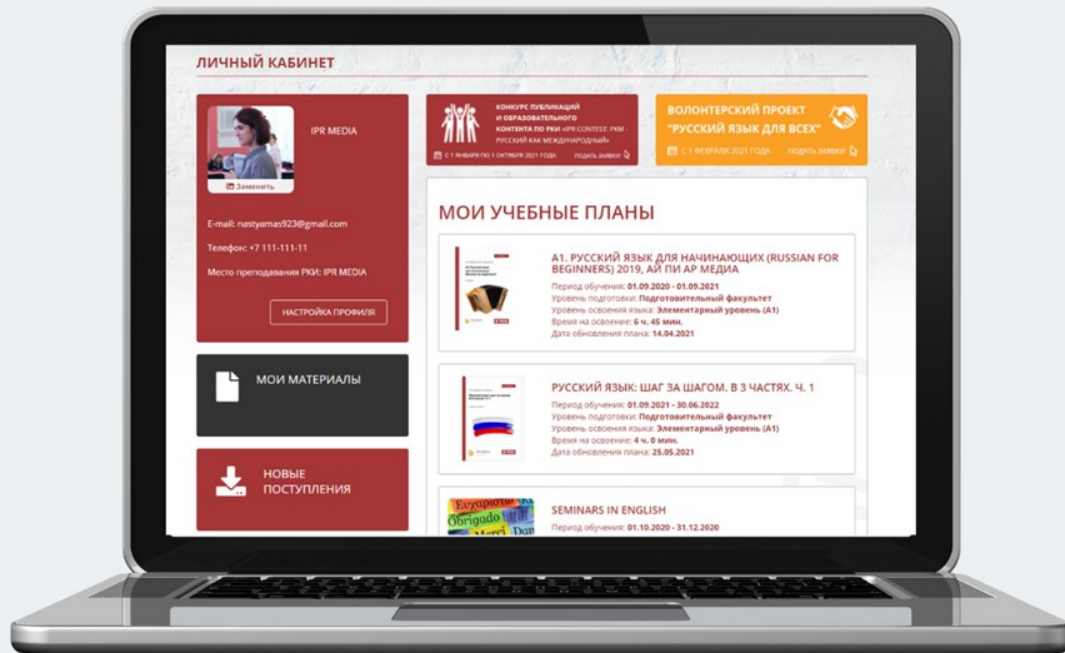 ЛИЧНЫЙ КАБИНЕТ
IPR MEDIA
Заменить
E-mail: nastyamas923@gmail.com
Телефон: +7 111-111-11
Место преподавания РКИ: IPR MEDIA
НАСТРОЙКА ПРОФИЛЯ
МОИ МАТЕРИАЛЫ
НОВЫЕ
ПОСТУПЛЕНИЯ
КОНКУРС ПУБЛИКАЦИЙ
И ОБРАЗОВАТЕЛЬНОГО
КОНТЕНТА ПО РКИ «IPR CONTEST: РКМ -
РУССКИЙ КАК МЕЖДУНАРОДНЫЙ»
С 1 ЯНВАРЯ ПО 1 ОКТЯБРЯ 2021 ГОДА ПОДАТЬ ЗАЯВКУ
ВОЛОНТЕРСКИЙ ПРОЕКТ
"РУССКИЙ ЯЗЫК ДЛЯ ВСЕХ"
С 1 ФЕВРАЛЯ 2021 ГОДА ПОДАТЬ ЗАЯВКУ
МОИ УЧЕБНЫЕ ПЛАНЫ
А1. РУССКИЙ ЯЗЫК ДЛЯ НАЧИНАЮЩИХ (RUSSIAN FOR
BEGINNERS) 2019, АЙ ПИ АР МЕДИА
Период обучения: 01.09.2020 - 01.09.2021
Уровень подготовки: Подготовительный факультет
Уровень освоения языка: Элементарный уровень (А1)
Время на освоение: 6 ч. 45 мин.
Дата обновления плана: 14.04.2021
РУССКИЙ ЯЗЫК: ШАГ ЗА ШАГОМ. В 3 ЧАСТЯХ. Ч. 1
Период обучения: 01.09.2021 - 30.06.2022
Уровень подготовки: Подготовительный факультет
Уровень освоения языка: Элементарный уровень (А1)
Время на освоение: 4 ч. 0 мин.
Дата обновления плана: 25.05.2021
Obrigado
SEMINARS IN ENGLISH
Период обучения: 01.10.2020 - 31.12.2020